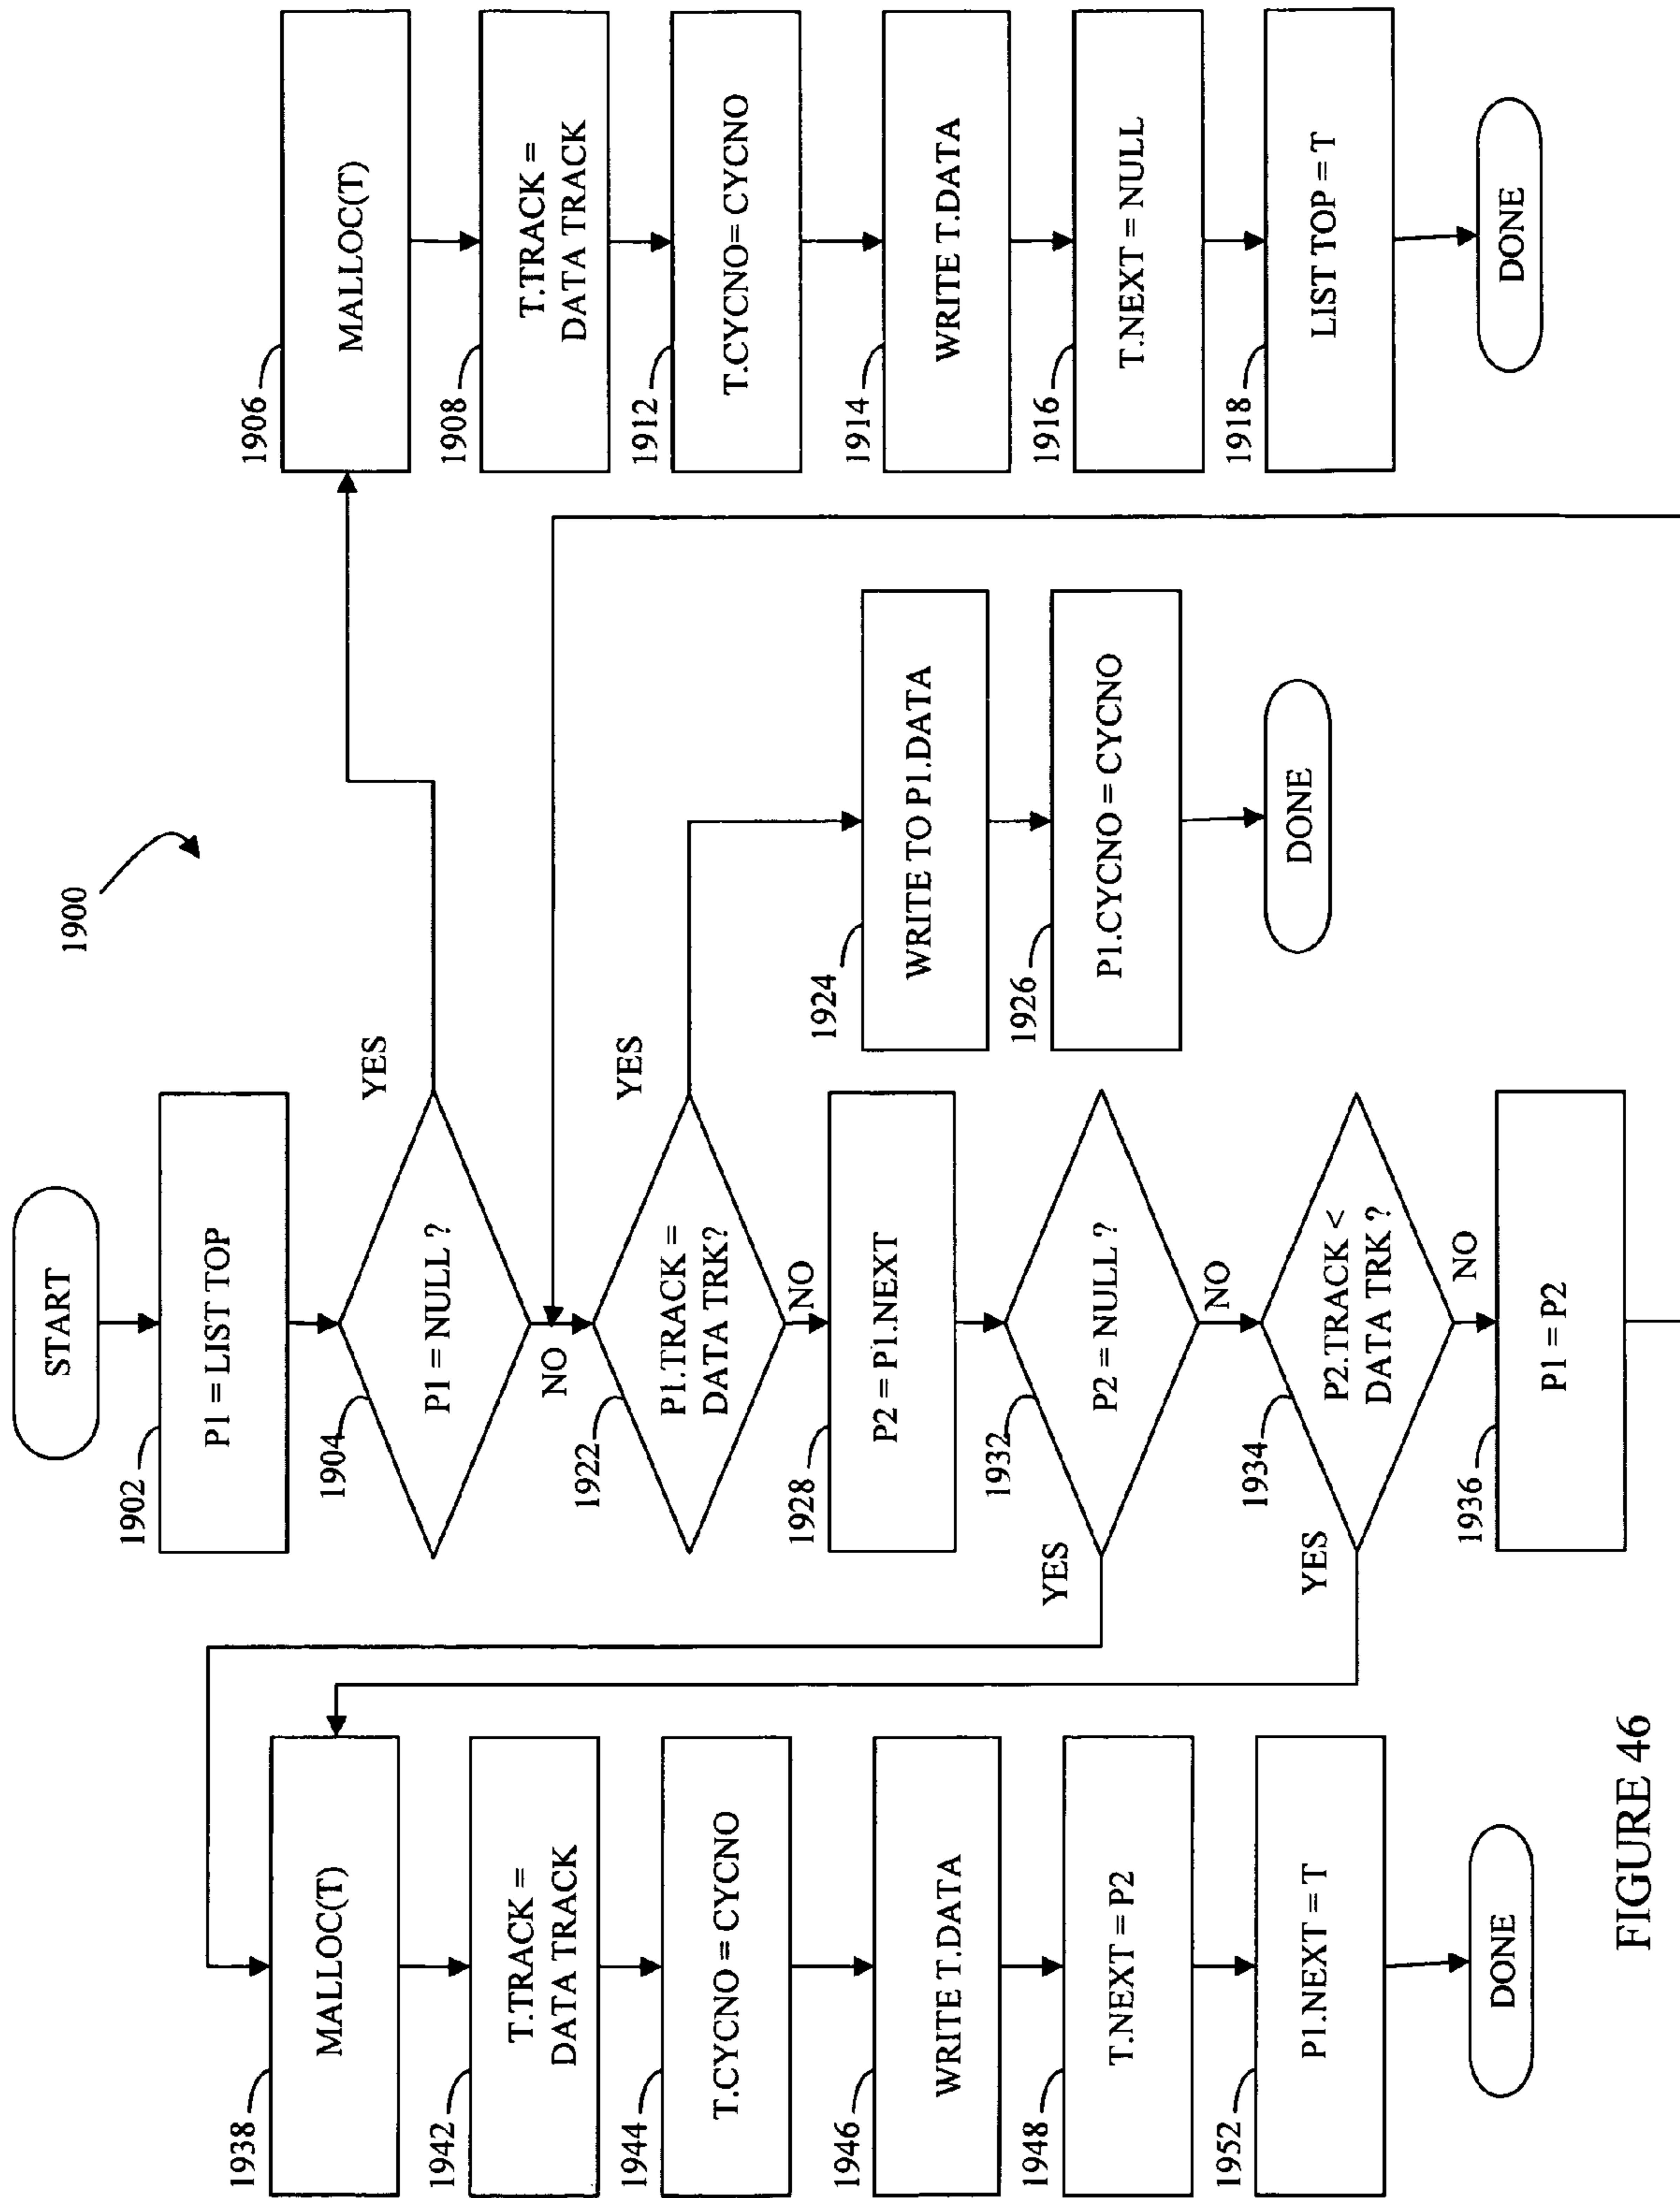 1900
START
1902
P1 = LIST TOP
1904
P1 = NULL ?
YES
NO
1906
MALLOC(T)
1908
T.TRACK =
DATA TRACK
1912
T.CYCNO= CYCNO
1914
WRITE T.DATA
1916
T.NEXT = NULL
1918
LIST TOP = T
DONE
1922
P1.TRACK =
DATA TRK?
YES
NO
1924
WRITE TO P1.DATA
1926
P1.CYCNO = CYCNO
DONE
1928
P2 = P1.NEXT
1932
P2 = NULL ?
YES
NO
1934
P2.TRACK <
DATA TRK ?
YES
NO
1936
P1 = P2
1938
MALLOC(T)
1942
T.TRACK =
DATA TRACK
1944
T.CYCNO = CYCNO
1946
WRITE T.DATA
1948
T.NEXT = P2
1952
P1.NEXT = T
DONE
FIGURE 46